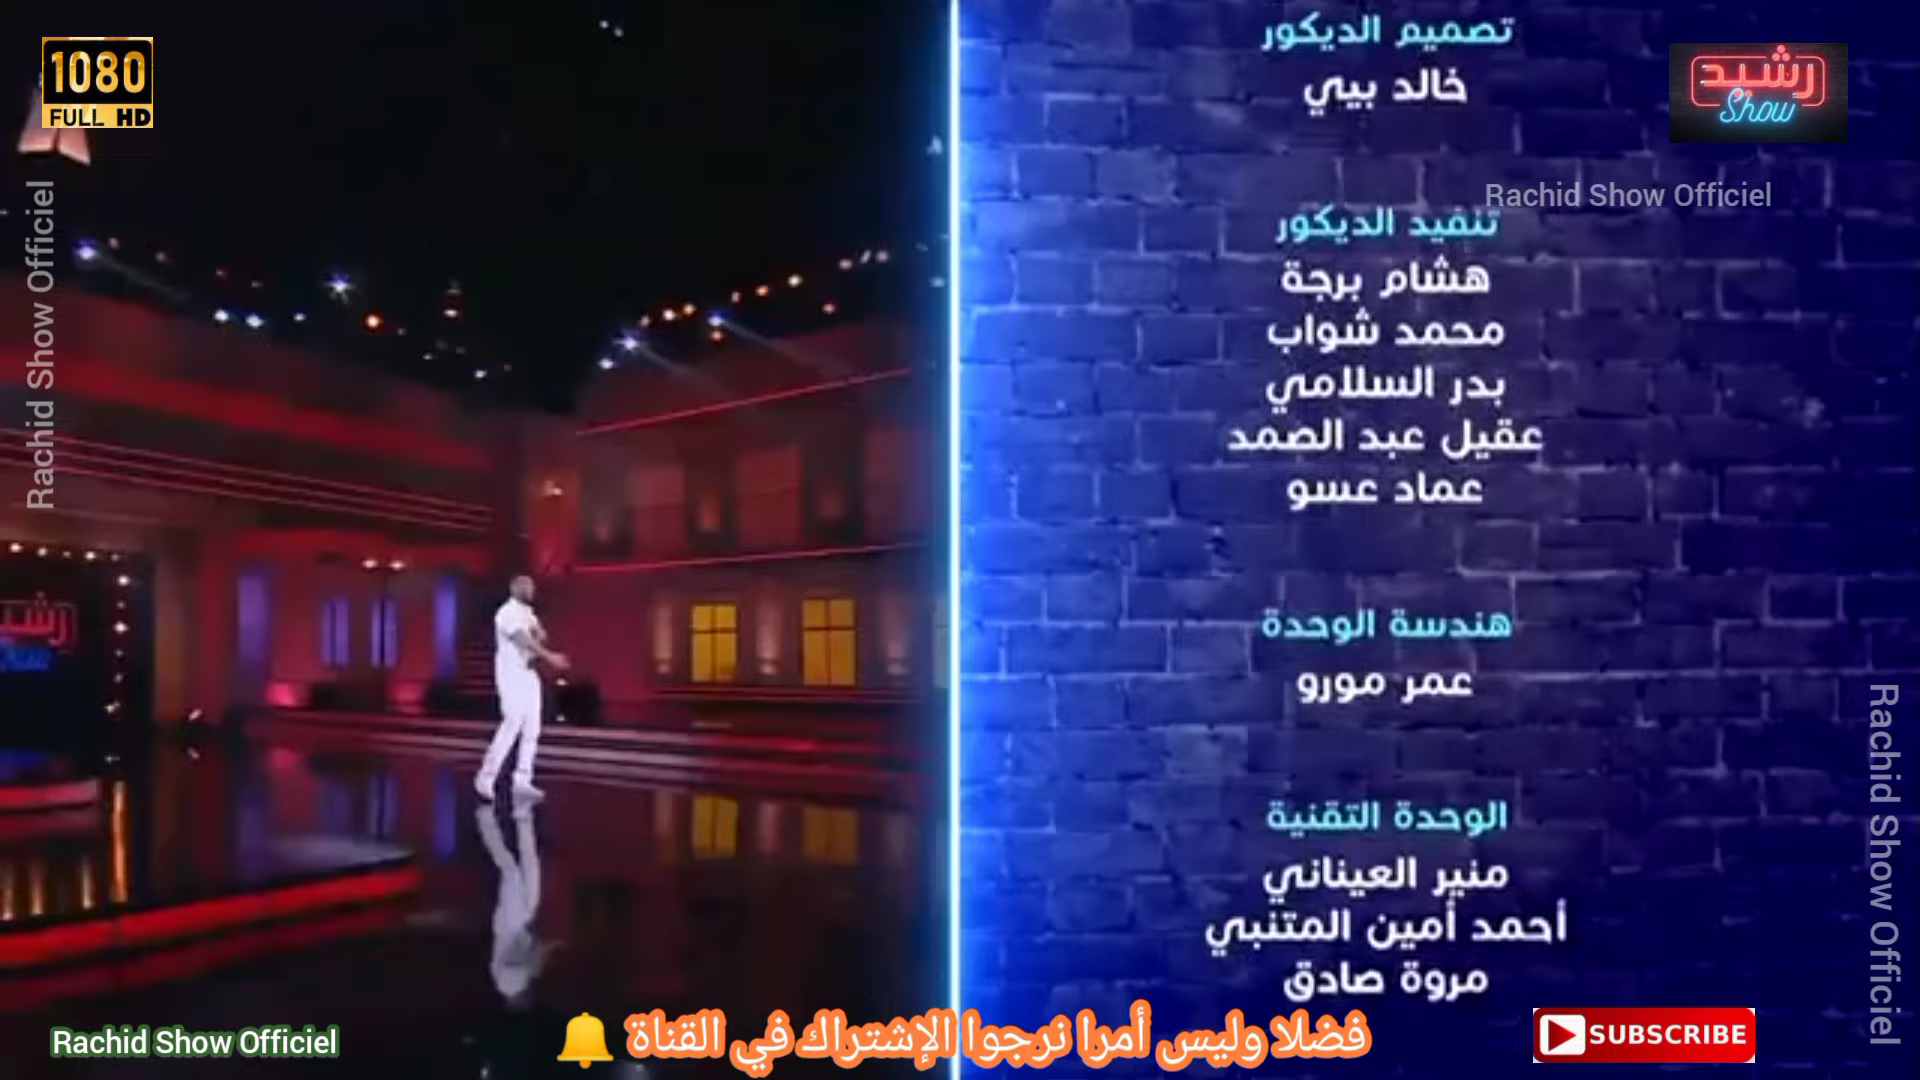 1080
FULL HD
رشيد
Show
Rachid Show Officiel
Rachid Show Officiel
تصميم الديكور
خالد بيي
تنفيد الديكور
هشام برجة
محمد شواب
بدر السلامي
عقيل عبد الصمد
عماد عسو
هندسة الوحدة
عمر مورو
الوحدة التقنية
منير العيناني
أحمد أمين المتنبي
مروة صادق
رشيد
Rachid Show Officiel
Rachid Show Officiel
فضلا وليس أمرا نرجوا الإشتراك في القناة
SUBSCRIBE